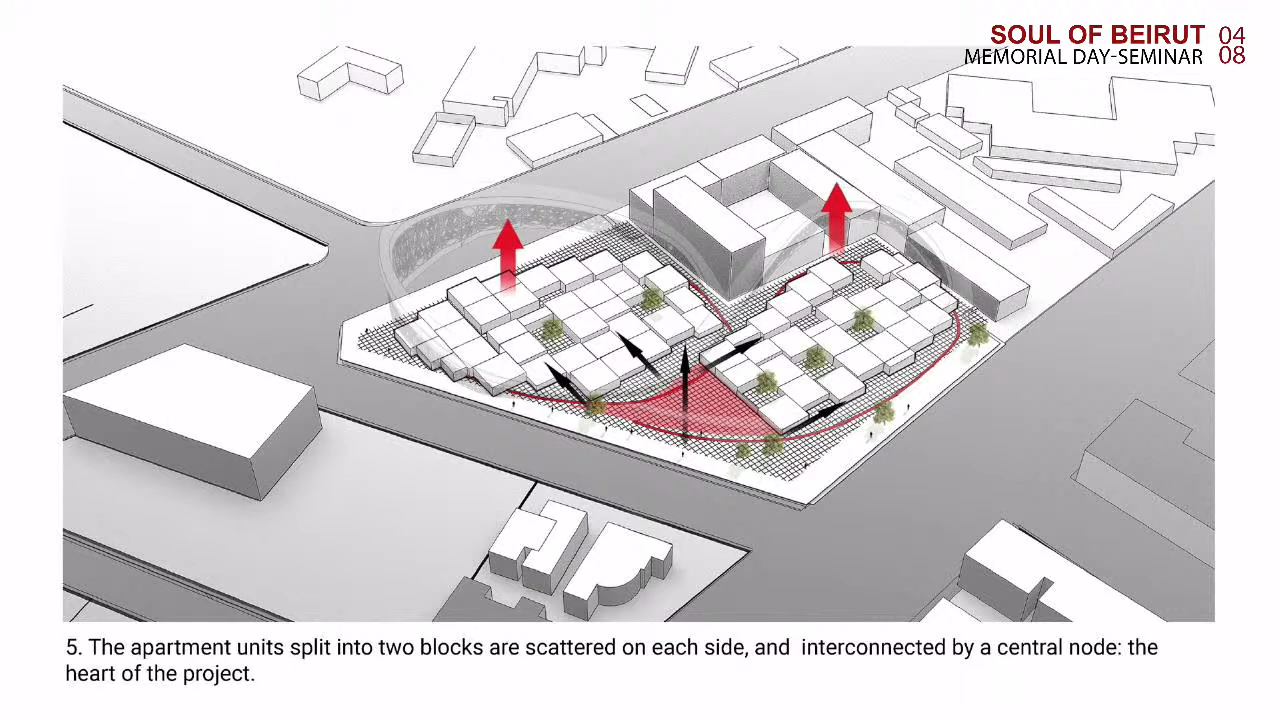 SOUL OF BEIRUT 04
MEMORIAL DAY-SEMINAR 08
5. The apartment units split into two blocks are scattered on each side, and interconnected by a central node: the
heart of the project.